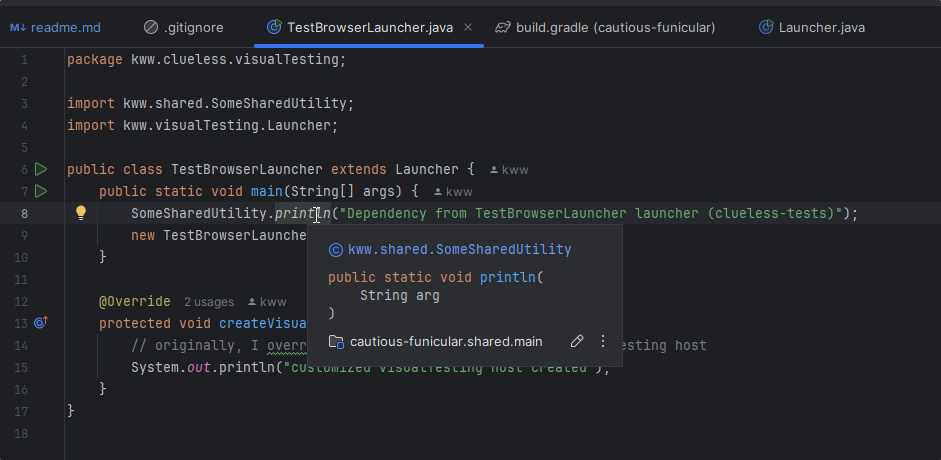 M↓ readme.md .gitignore TestBrowserLauncher.java × build.gradle (cautious-funicular) Launcher.java
1 package kww.clueless.visualTesting;
2
3 import kww.shared.SomeSharedUtility;
4 import kww.visualTesting.Launcher;
5
6 public class TestBrowserLauncher extends Launcher { kww
7 public static void main(String[] args) { kww
8 SomeSharedUtility.println("Dependency from TestBrowserLauncher launcher (clueless-tests)");
9 new TestBrowserLaunche
10 }
11
12 @Override 2 usages kww
13 protected void createVisua
14 // originally, I overr esting host
15 System.out.println("customized visualTesting host created");
16 }
17 }
18
C kww.shared.SomeSharedUtility
public static void println(
String arg
)
cautious-funicular.shared.main